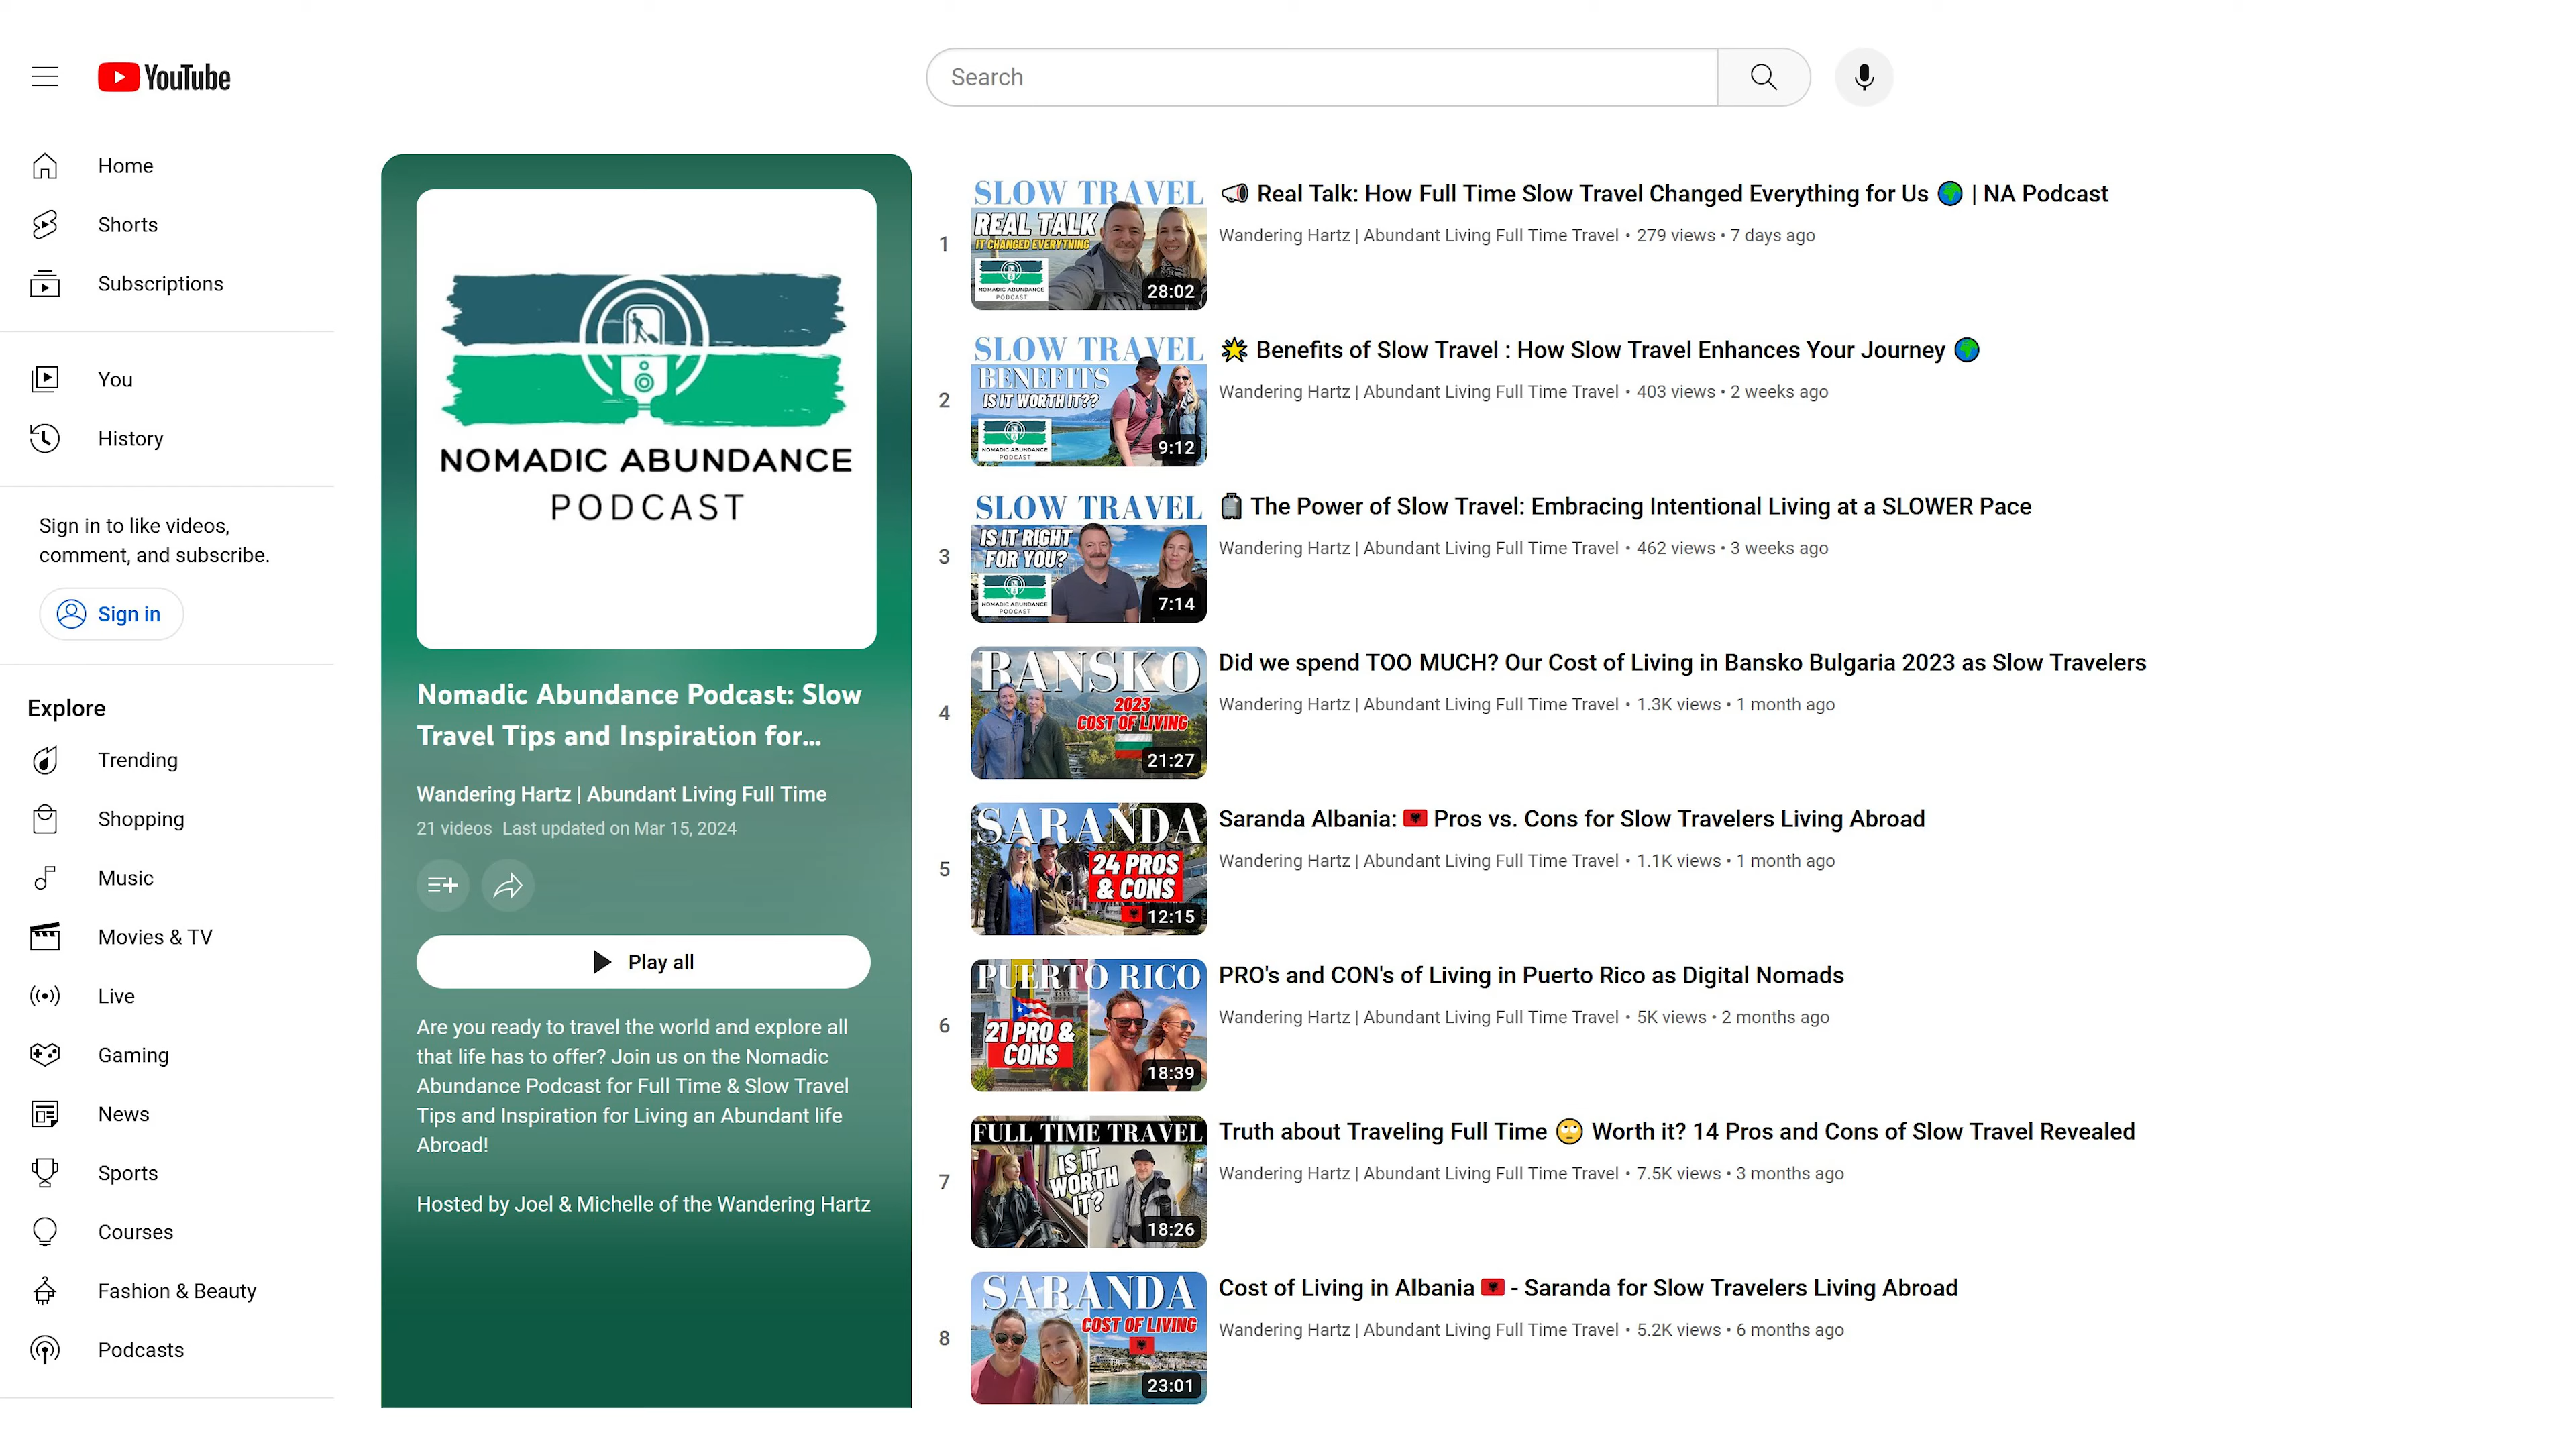 YouTube
Search
Home
Shorts
Subscriptions
You
History
Sign in to like videos,
comment, and subscribe.
Sign in
Explore
Trending
Shopping
Music
Movies & TV
Live
Gaming
News
Sports
Courses
Fashion & Beauty
Podcasts
NOMADIC ABUNDANCE
PODCAST
Nomadic Abundance Podcast: Slow
Travel Tips and Inspiration for...
Wandering Hartz | Abundant Living Full Time
21 videos Last updated on Mar 15, 2024
Play all
Are you ready to travel the world and explore all
that life has to offer? Join us on the Nomadic
Abundance Podcast for Full Time & Slow Travel
Tips and Inspiration for Living an Abundant life
Abroad!
Hosted by Joel & Michelle of the Wandering Hartz
1
SLOW TRAVEL
REAL TALK
IT CHANGED EVERYTHING
NOMADIC ABUNDANCE
PODCAST
28:02
📣 Real Talk: How Full Time Slow Travel Changed Everything for Us 🌍 | NA Podcast
Wandering Hartz | Abundant Living Full Time Travel • 279 views • 7 days ago
2
SLOW TRAVEL
BENEFITS
IS IT WORTH IT??
NOMADIC ABUNDANCE
PODCAST
9:12
🌟 Benefits of Slow Travel : How Slow Travel Enhances Your Journey 🌍
Wandering Hartz | Abundant Living Full Time Travel • 403 views • 2 weeks ago
3
SLOW TRAVEL
IS IT RIGHT
FOR YOU?
NOMADIC ABUNDANCE
PODCAST
7:14
🧳 The Power of Slow Travel: Embracing Intentional Living at a SLOWER Pace
Wandering Hartz | Abundant Living Full Time Travel • 462 views • 3 weeks ago
4
BANSKO
2023
COST OF LIVING
21:27
Did we spend TOO MUCH? Our Cost of Living in Bansko Bulgaria 2023 as Slow Travelers
Wandering Hartz | Abundant Living Full Time Travel • 1.3K views • 1 month ago
5
SARANDA
24 PROS
& CONS
12:15
Saranda Albania: 🇦🇱 Pros vs. Cons for Slow Travelers Living Abroad
Wandering Hartz | Abundant Living Full Time Travel • 1.1K views • 1 month ago
6
PUERTO RICO
21 PRO &
CONS
18:39
PRO's and CON's of Living in Puerto Rico as Digital Nomads
Wandering Hartz | Abundant Living Full Time Travel • 5K views • 2 months ago
7
FULL TIME TRAVEL
IS IT
WORTH
IT?
18:26
Truth about Traveling Full Time 🙄 Worth it? 14 Pros and Cons of Slow Travel Revealed
Wandering Hartz | Abundant Living Full Time Travel • 7.5K views • 3 months ago
8
SARANDA
COST OF LIVING
23:01
Cost of Living in Albania 🇦🇱 - Saranda for Slow Travelers Living Abroad
Wandering Hartz | Abundant Living Full Time Travel • 5.2K views • 6 months ago